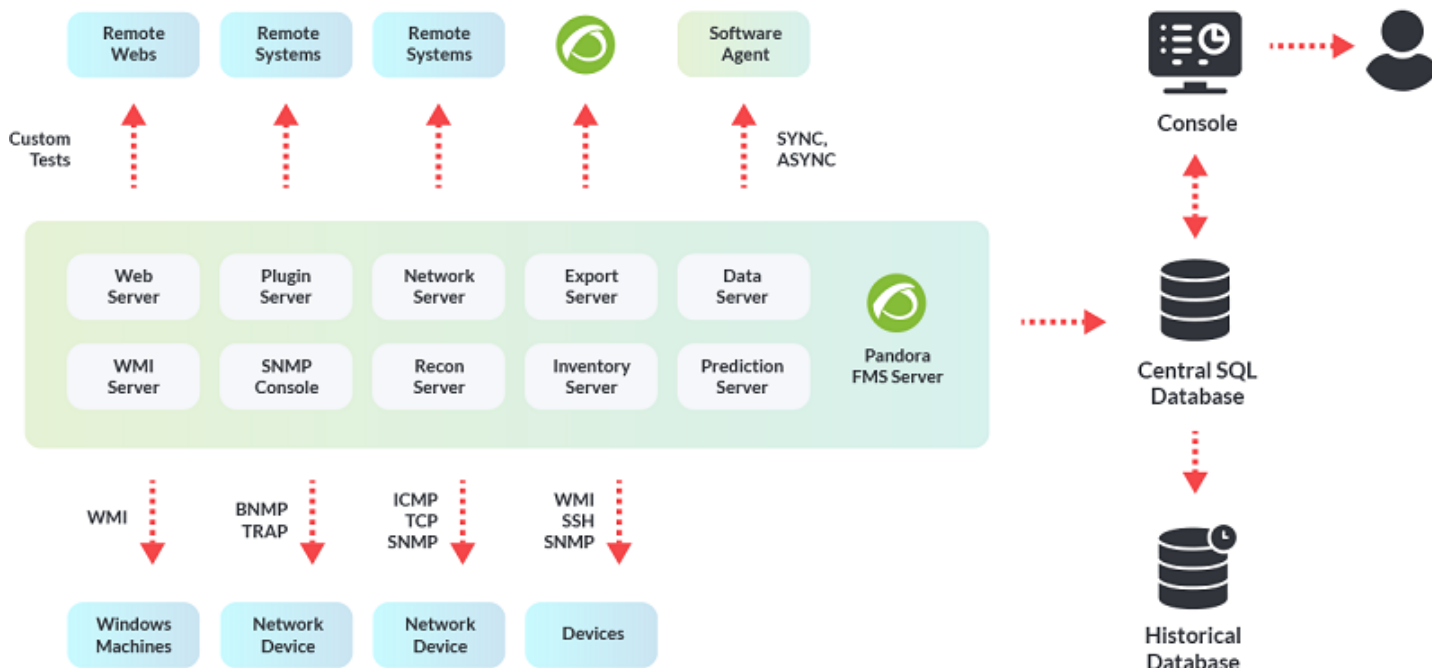 Remote
Webs
Remote
Systems
Remote
Systems
Software
Agent
Console
Custom
Tests
SYNC,
ASYNC
Web
Server
Plugin
Server
Network
Server
Export
Server
Data
Server
WMI
Server
SNMP
Console
Recon
Server
Inventory
Server
Prediction
Server
Pandora
FMS Server
Central SQL
Database
WMI
BNMP
TRAP
ICMP
TCP
SNMP
WMI
SSH
SNMP
Windows
Machines
Network
Device
Network
Device
Devices
Historical
Database